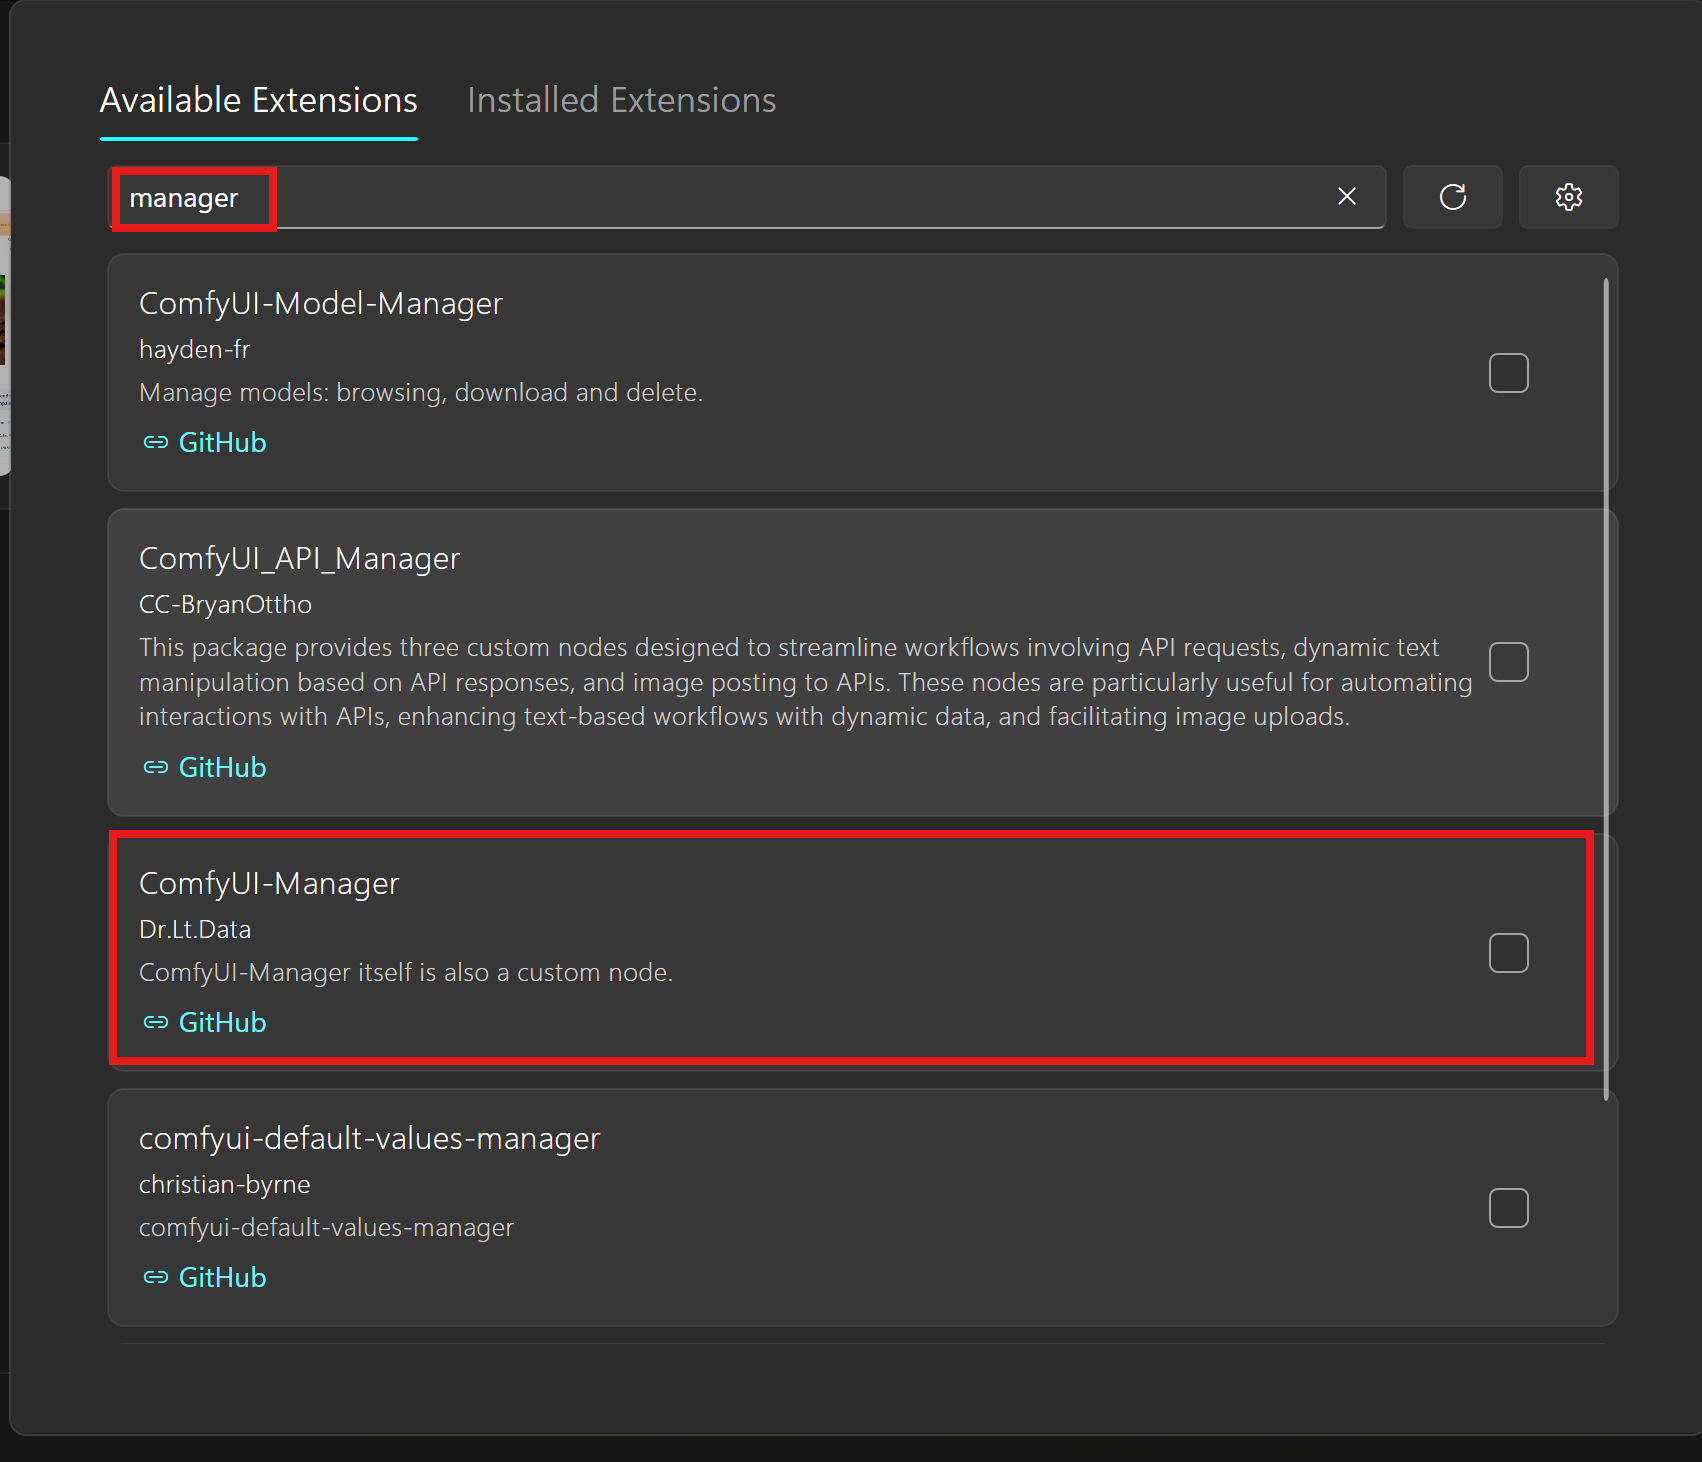 Available Extensions Installed Extensions
manager
ComfyUI-Model-Manager
hayden-fr
Manage models: browsing, download and delete.
GitHub
ComfyUI_API_Manager
CC-BryanOttho
This package provides three custom nodes designed to streamline workflows involving API requests, dynamic text
manipulation based on API responses, and image posting to APIs. These nodes are particularly useful for automating
interactions with APIs, enhancing text-based workflows with dynamic data, and facilitating image uploads.
GitHub
ComfyUI-Manager
Dr.Lt.Data
ComfyUI-Manager itself is also a custom node.
GitHub
comfyui-default-values-manager
christian-byrne
comfyui-default-values-manager
GitHub